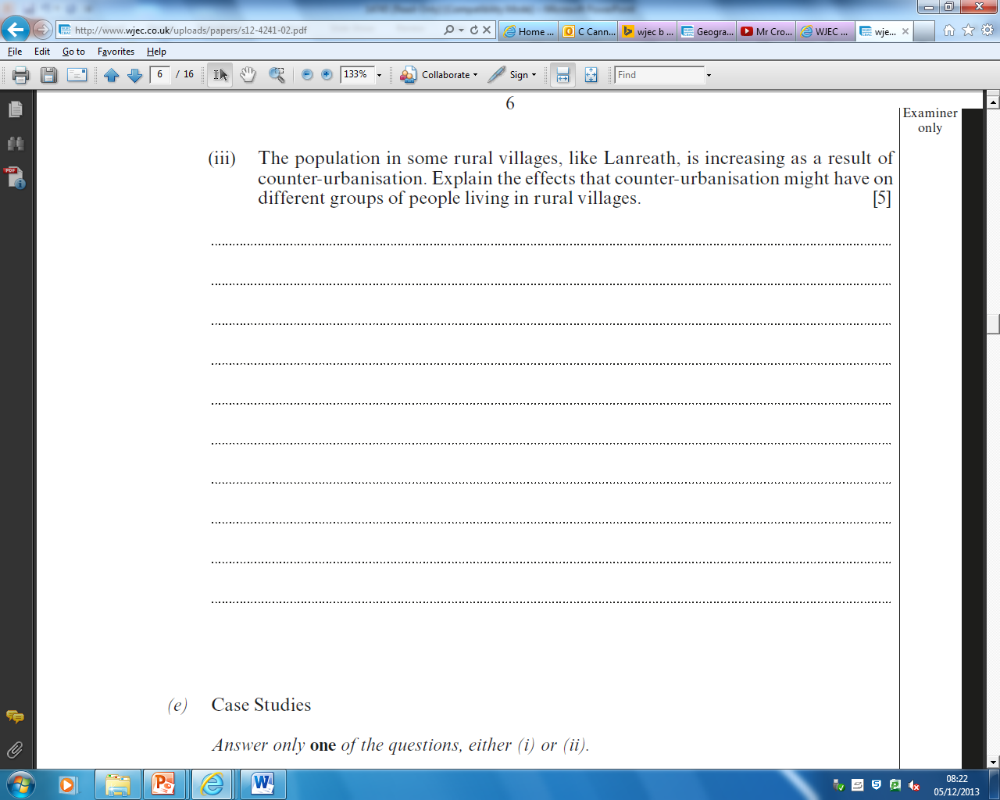 http://www.wjec.co.uk/uploads/papers/s12-4241-02.pdf
Home ...
C Cann...
wjec b ...
Geogra...
Mr Cro...
WJEC ...
wje...
File Edit Go to Favorites Help
6 / 16
133%
Collaborate
Sign
Find
6
Examiner
only
(iii) The population in some rural villages, like Lanreath, is increasing as a result of
counter-urbanisation. Explain the effects that counter-urbanisation might have on
different groups of people living in rural villages. [5]
(e) Case Studies
Answer only one of the questions, either (i) or (ii).
08:22
05/12/2013